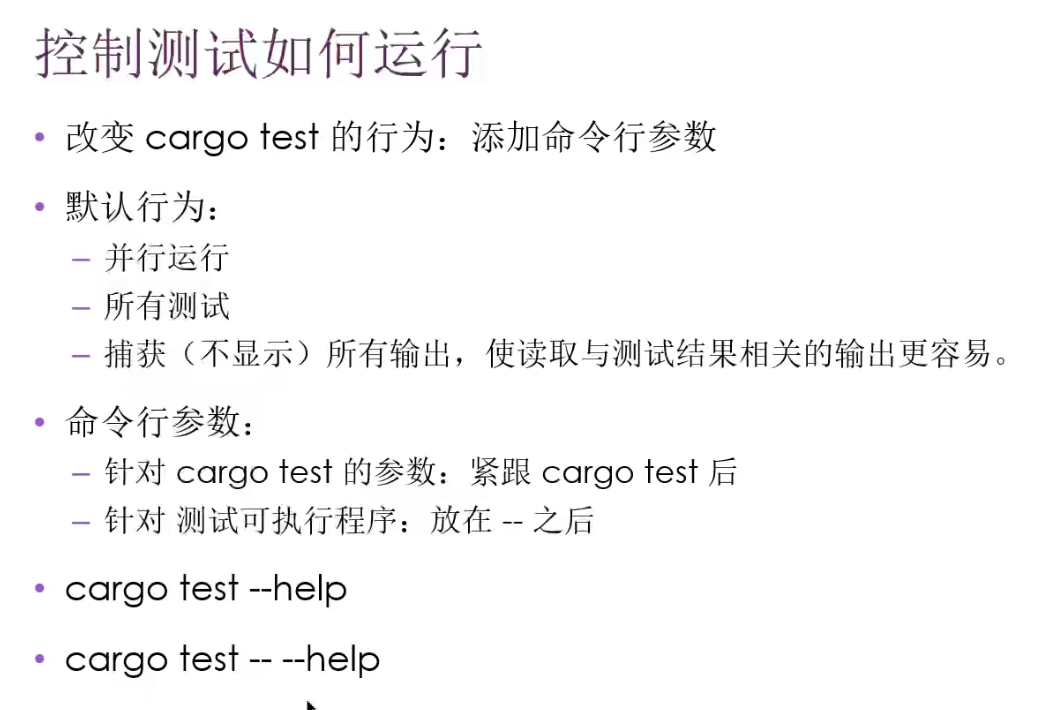 控制测试如何运行
• 改变 cargo test 的行为：添加命令行参数
• 默认行为：
– 并行运行
– 所有测试
– 捕获（不显示）所有输出，使读取与测试结果相关的输出更容易。
• 命令行参数：
– 针对 cargo test 的参数：紧跟 cargo test 后
– 针对 测试可执行程序：放在 -- 之后
• cargo test --help
• cargo test -- --help